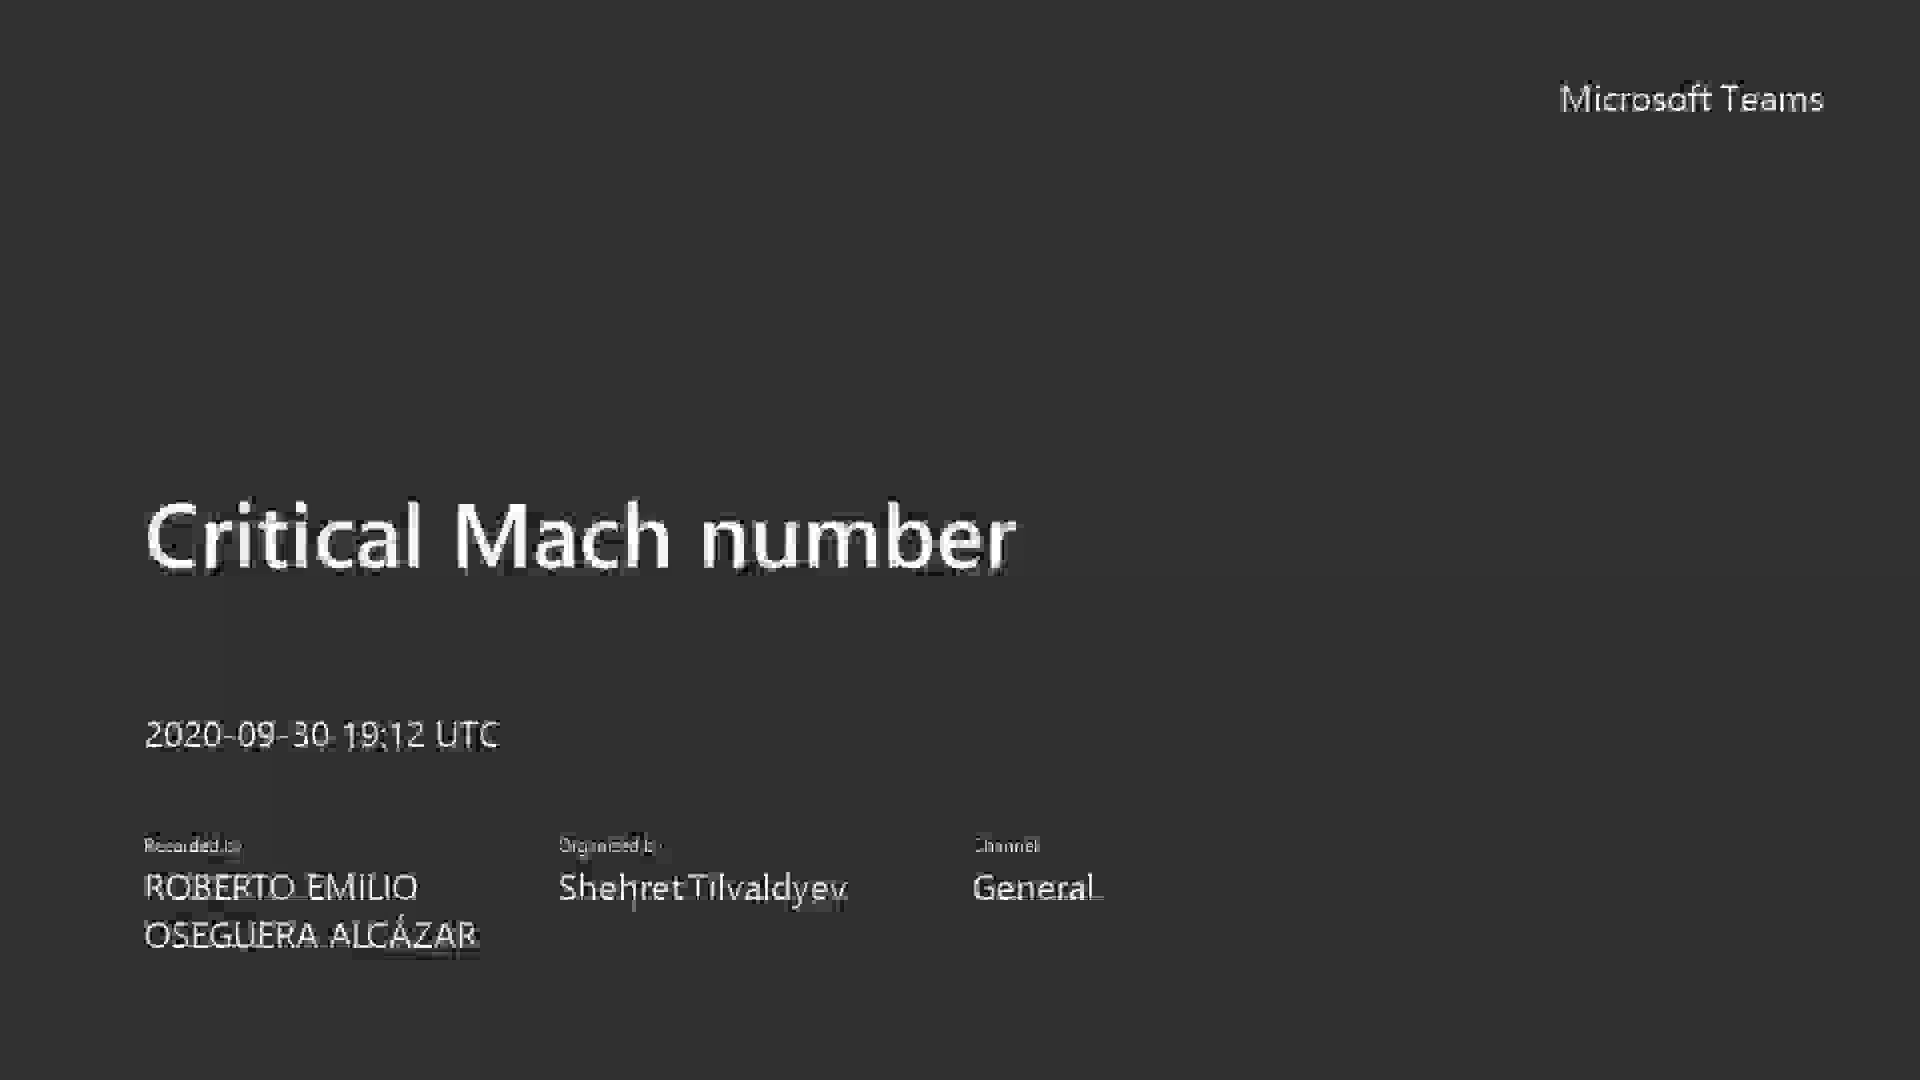 Microsoft Teams
Critical Mach number
2020-09-30 19:12 UTC
Recorded by
Organized by
Channel
ROBERTO EMILIO
OSEGUERA ALCÁZAR
Shehret Tilvaldyev
General